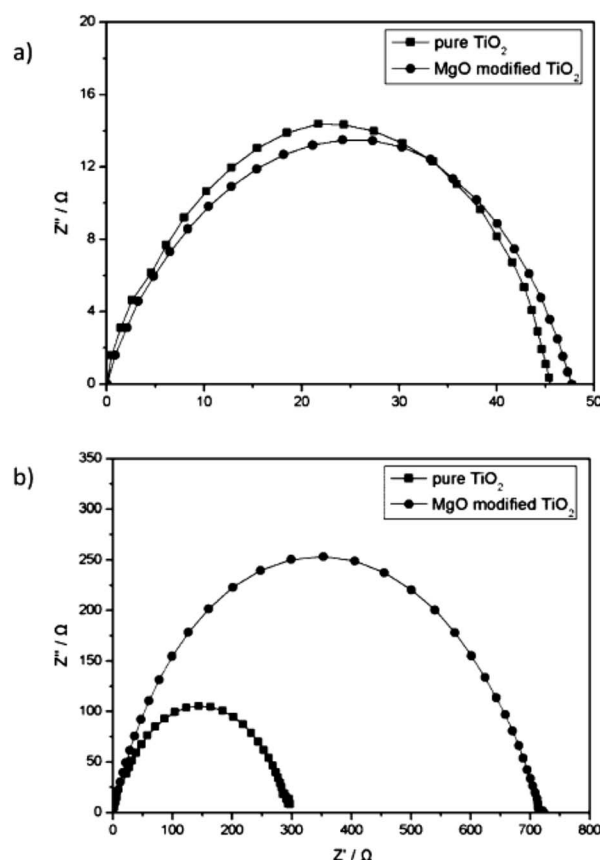 a)
20
16
12
8
4
0
Z'' / Ω
pure TiO₂
MgO modified TiO₂
0 10 20 30 40 50
b)
350
300
250
200
150
100
50
0
Z'' / Ω
pure TiO₂
MgO modified TiO₂
0 100 200 300 400 500 600 700 800
Z' / Ω